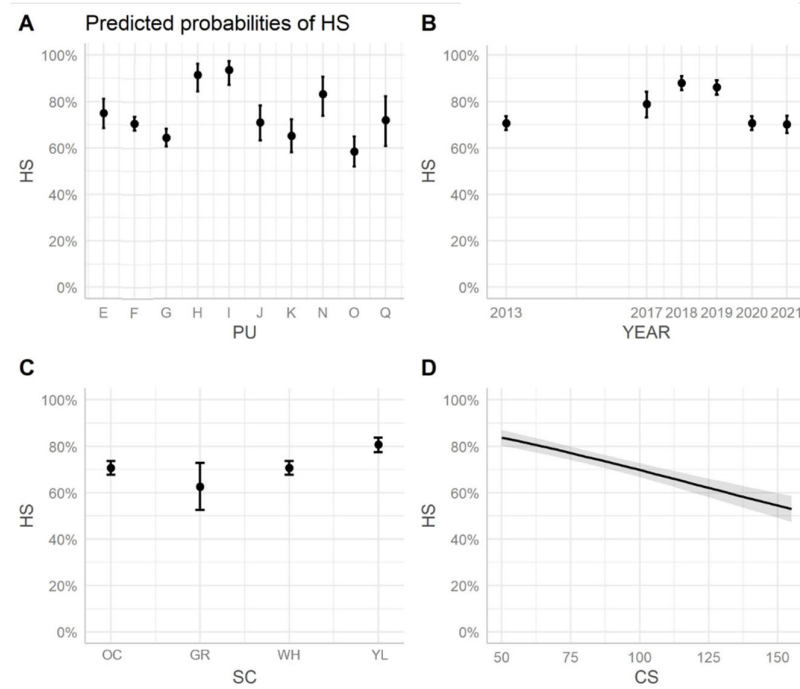 A Predicted probabilities of HS
100%
80%
60%
40%
20%
0%
HS
E F G H I J K N O Q
PU
B
100%
80%
60%
40%
20%
0%
HS
2013 2017 2018 2019 2020 2021
YEAR
C
100%
80%
60%
40%
20%
0%
HS
OC GR WH YL
SC
D
100%
80%
60%
40%
20%
0%
HS
50 75 100 125 150
CS